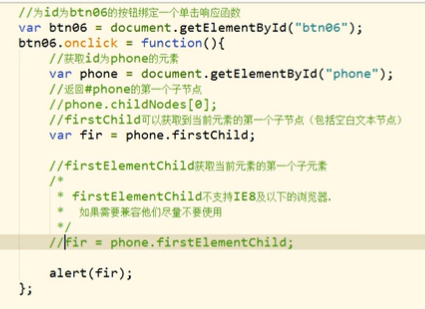 //为id为btn06的按钮绑定一个单击响应函数
var btn06 = document.getElementById("btn06");
btn06.onclick = function(){
//获取id为phone的元素
var phone = document.getElementById("phone");
//返回#phone的第一个子节点
//phone.childNodes[0];
//firstChild可以获取到当前元素的第一个子节点（包括空白文本节点）
var fir = phone.firstChild;
//firstElementChild获取当前元素的第一个子元素
/*
* firstElementChild不支持IE8及以下的浏览器,
* 如果需要兼容他们尽量不要使用
*/
//fir = phone.firstElementChild;
alert(fir);
};